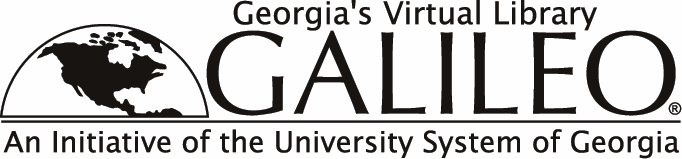 Georgia's Virtual Library
GALILEO®
An Initiative of the University System of Georgia